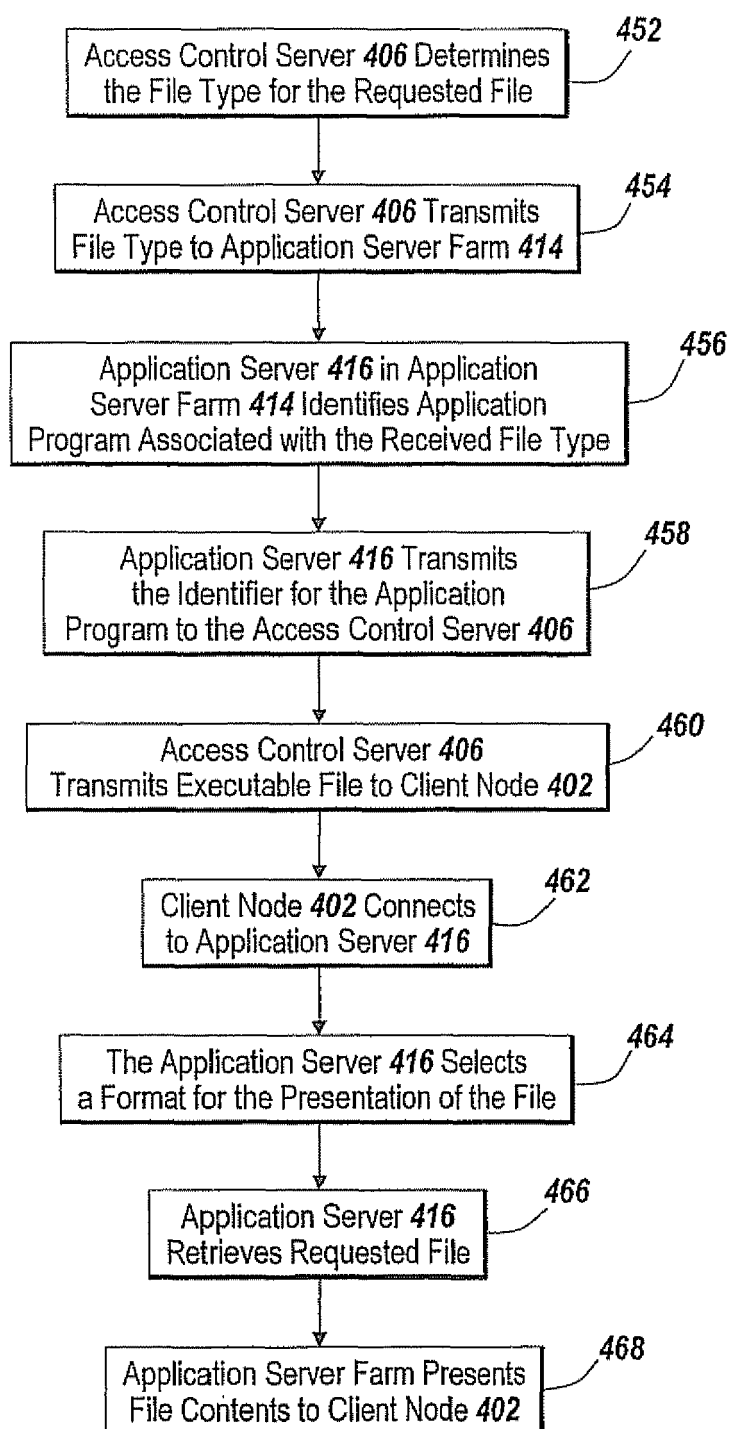 452
Access Control Server 406 Determines
the File Type for the Requested File
454
Access Control Server 406 Transmits
File Type to Application Server Farm 414
456
Application Server 416 in Application
Server Farm 414 Identifies Application
Program Associated with the Received File Type
458
Application Server 416 Transmits
the Identifier for the Application
Program to the Access Control Server 406
460
Access Control Server 406
Transmits Executable File to Client Node 402
462
Client Node 402 Connects
to Application Server 416
464
The Application Server 416 Selects
a Format for the Presentation of the File
466
Application Server 416
Retrieves Requested File
468
Application Server Farm Presents
File Contents to Client Node 402